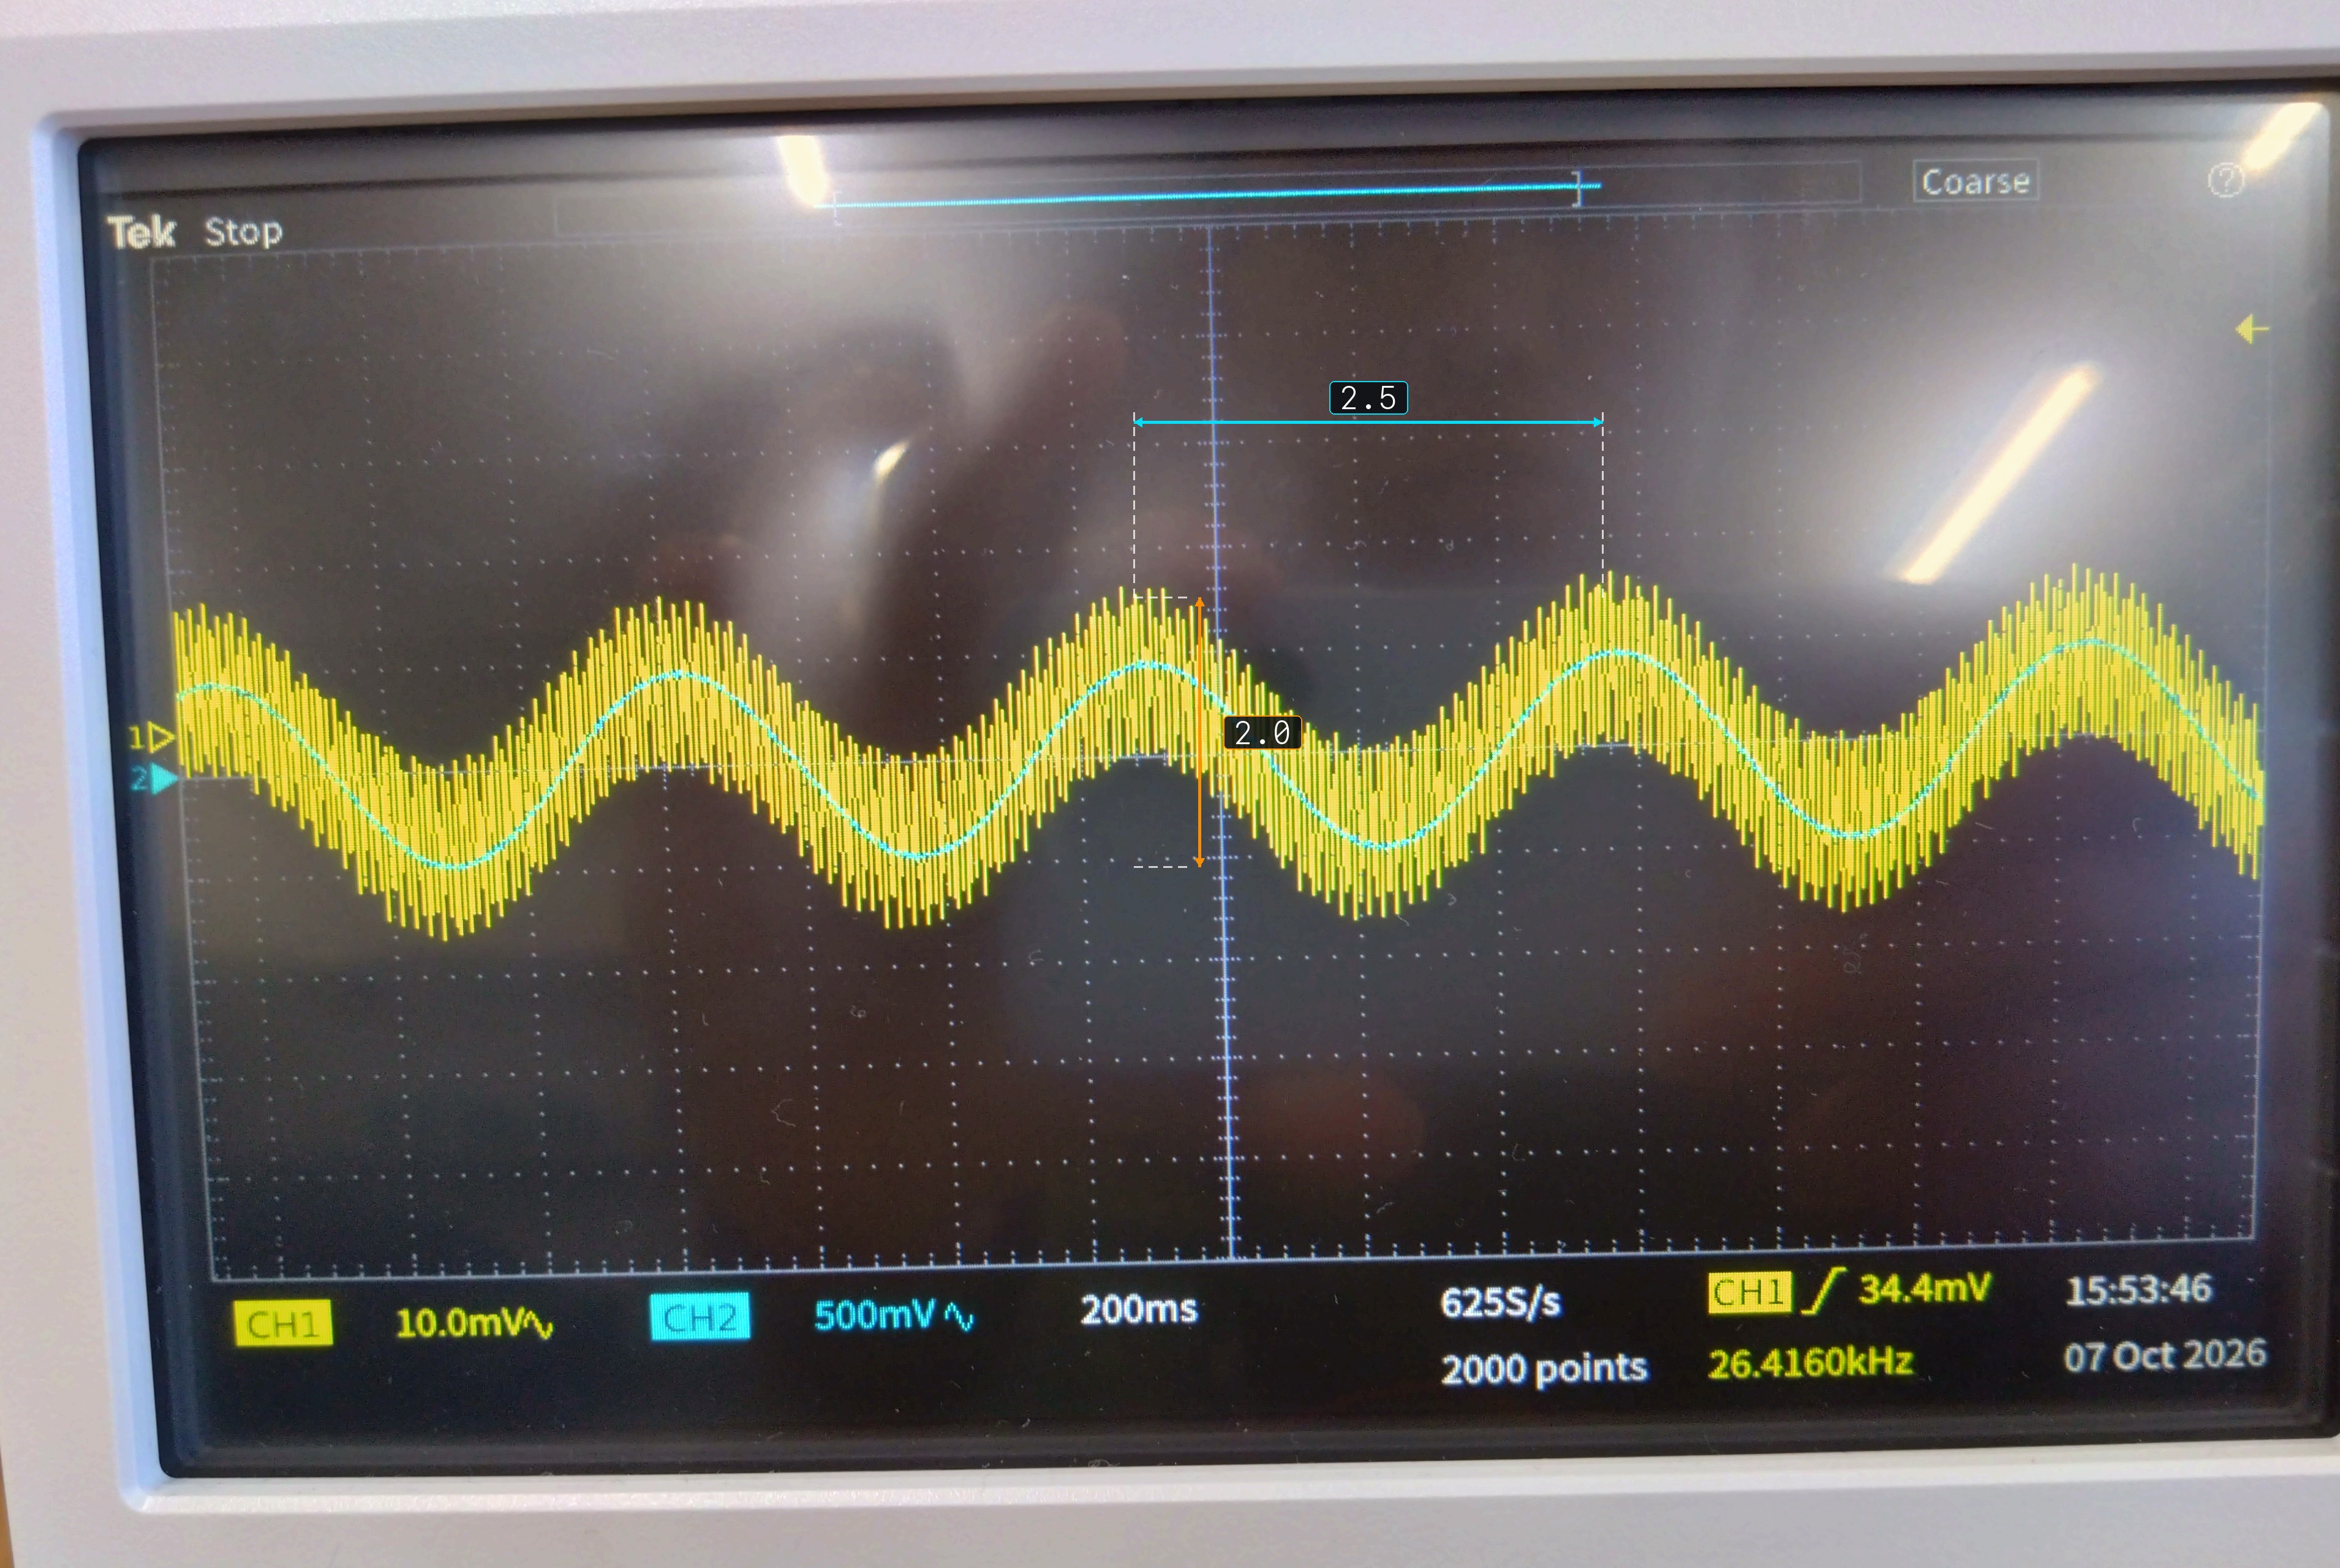 Coarse
?
Tek Stop
2.5
1
2.0
2
CH1 10.0mV CH2 500mV 200ms 625S/s CH1 34.4mV 15:53:46
2000 points 26.4160kHz 07 Oct 2026